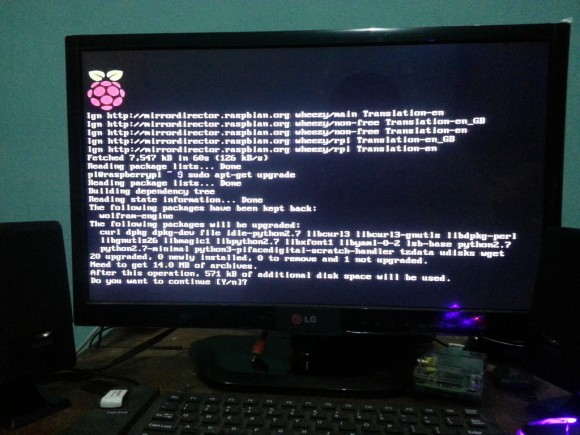 Ign http://mirrordirector.raspbian.org wheezy/main Translation-en
Ign http://mirrordirector.raspbian.org wheezy/non-free Translation-en_GB
Ign http://mirrordirector.raspbian.org wheezy/non-free Translation-en
Ign http://mirrordirector.raspbian.org wheezy/rpi Translation-en_GB
Ign http://mirrordirector.raspbian.org wheezy/rpi Translation-en
Fetched 7,547 kB in 60s (126 kB/s)
Reading package lists... Done
pi@raspberrypi ~ $ sudo apt-get upgrade
Reading package lists... Done
Building dependency tree
Reading state information... Done
The following packages have been kept back:
wolfram-engine
The following packages will be upgraded:
curl dpkg dpkg-dev file idle-python2.7 libcurl3 libcurl3-gnutls libdpkg-perl
libgnutls26 libmagic1 libpython2.7 libxfont1 libyaml-0-2 lsb-base python2.7
python2.7-minimal python3-pifacedigital-scratch-handler tzdata udisks wget
20 upgraded, 0 newly installed, 0 to remove and 1 not upgraded.
Need to get 14.0 MB of archives.
After this operation, 571 kB of additional disk space will be used.
Do you want to continue [Y/n]?
LG